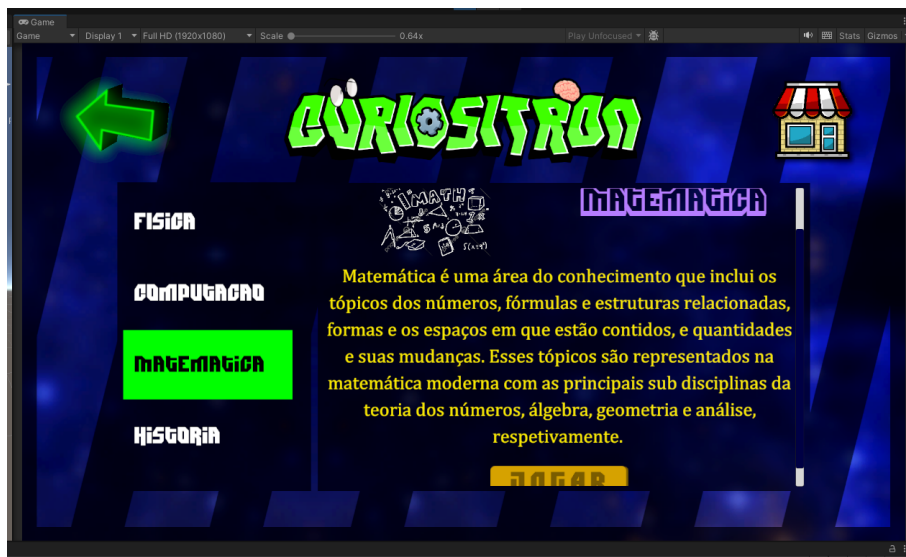 Game
Game Display 1 Full HD (1920x1080) Scale 0.64x Play Unfocused Stats Gizmos
CURIOSITRON
MATH
MATEMATICA
FISICA
COMPUTACAO
MATEMATICA
HISTORIA
Matemática é uma área do conhecimento que inclui os
tópicos dos números, fórmulas e estruturas relacionadas,
formas e os espaços em que estão contidos, e quantidades
e suas mudanças. Esses tópicos são representados na
matemática moderna com as principais sub disciplinas da
teoria dos números, álgebra, geometria e análise,
respetivamente.
JOGAR